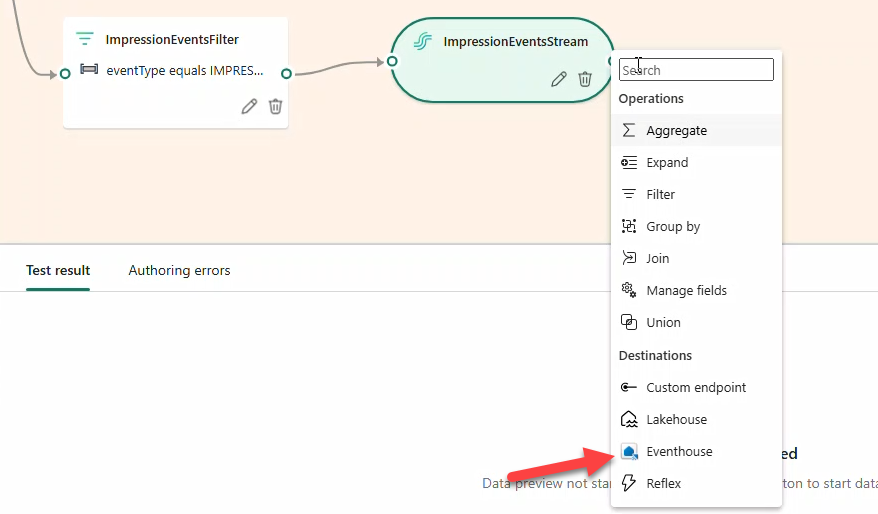 ImpressionEventsFilter
eventType equals IMPRES...
ImpressionEventsStream
Search
Operations
Aggregate
Expand
Filter
Group by
Join
Manage fields
Union
Destinations
Custom endpoint
Lakehouse
Eventhouse
Reflex
Test result
Authoring errors
ed
Data preview not star
ton to start data